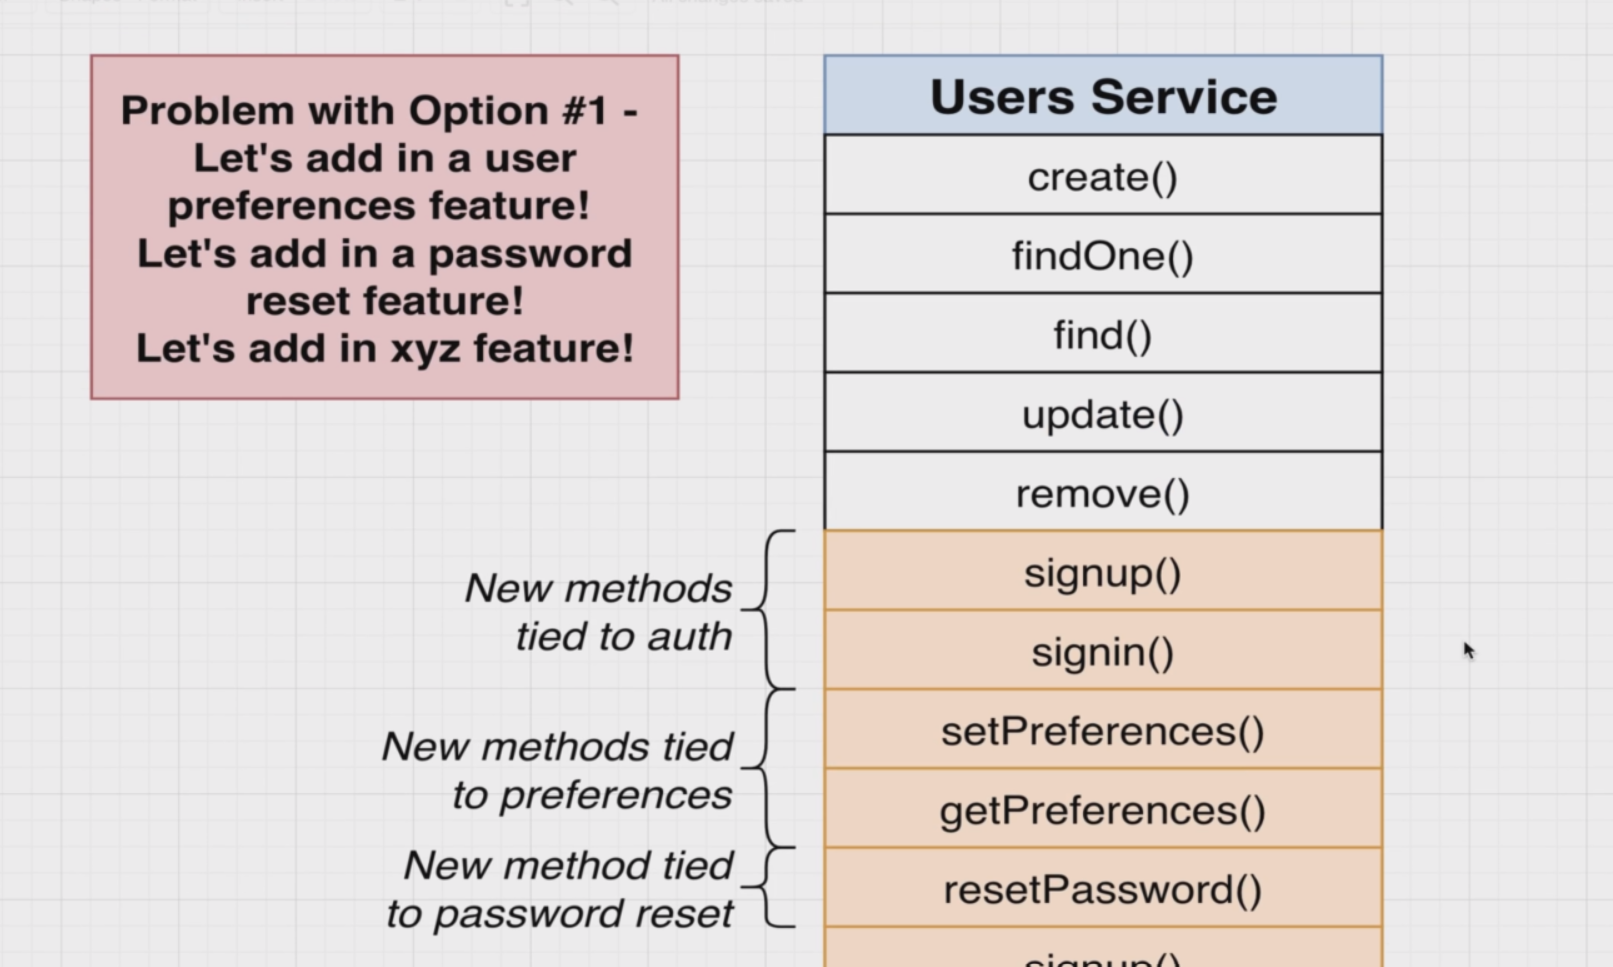 Problem with Option #1 -
Let's add in a user
preferences feature!
Let's add in a password
reset feature!
Let's add in xyz feature!
Users Service
create()
findOne()
find()
update()
remove()
New methods
tied to auth
signup()
signin()
New methods tied
to preferences
setPreferences()
getPreferences()
New method tied
to password reset
resetPassword()
signup()